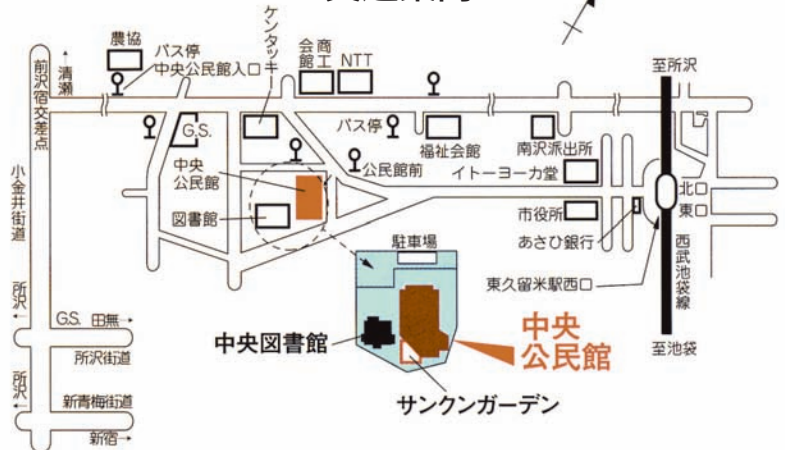 農協
バス停
中央公民館入口
ケンタッキー
商工
会館
NTT
至所沢
前沢宿交差点
清瀬
G.S.
バス停
福祉会館
南沢派出所
中央
公民館
公民館前
イトーヨーカ堂
図書館
市役所
北口
東口
あさひ銀行
小金井街道
駐車場
東久留米駅西口
西武池袋線
所沢
G.S. 田無
所沢街道
中央図書館
中央
公民館
至池袋
所沢
新青梅街道
サンクンガーデン
新宿